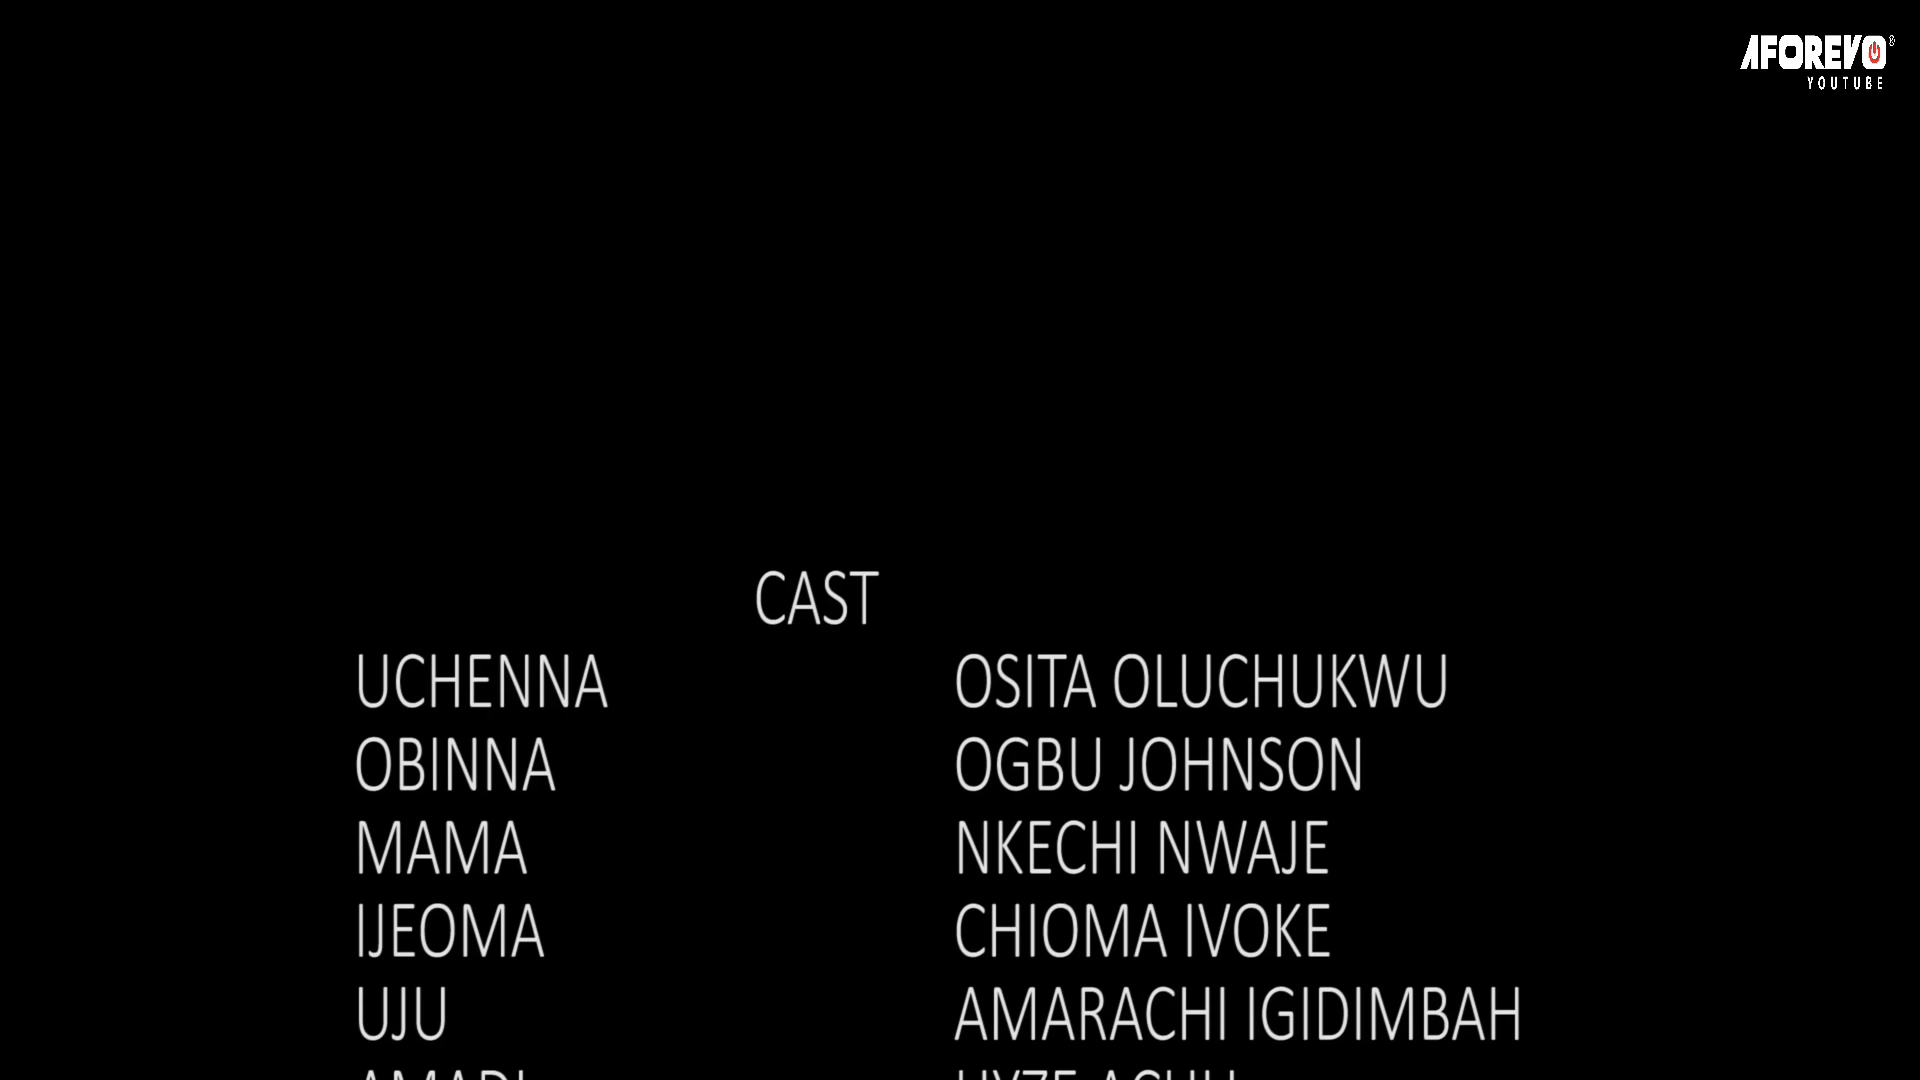 AFOREVO®
YOUTUBE
CAST
UCHENNA OSITA OLUCHUKWU
OBINNA OGBU JOHNSON
MAMA NKECHI NWAJE
IJEOMA CHIOMA IVOKE
UJU AMARACHI IGIDIMBAH